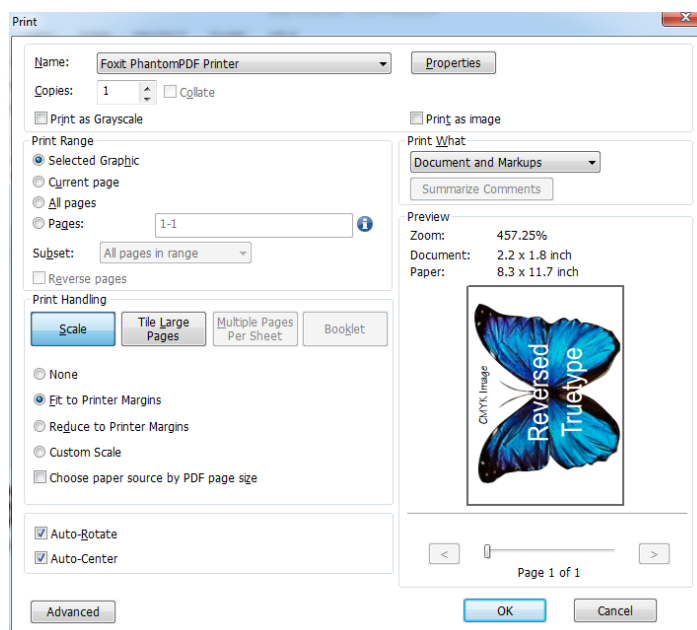 Print
Name: Foxit PhantomPDF Printer Properties
Copies: 1 Collate
Print as Grayscale Print as image
Print Range
Selected Graphic
Current page
All pages
Pages: 1-1
Subset: All pages in range
Reverse pages
Print Handling
Scale Tile Large Pages Multiple Pages Per Sheet Booklet
None
Fit to Printer Margins
Reduce to Printer Margins
Custom Scale
Choose paper source by PDF page size
Auto-Rotate
Auto-Center
Print What
Document and Markups
Summarize Comments
Preview
Zoom: 457.25%
Document: 2.2 x 1.8 inch
Paper: 8.3 x 11.7 inch
CMYK Image
Reversed
Truetype
< >
Page 1 of 1
Advanced OK Cancel